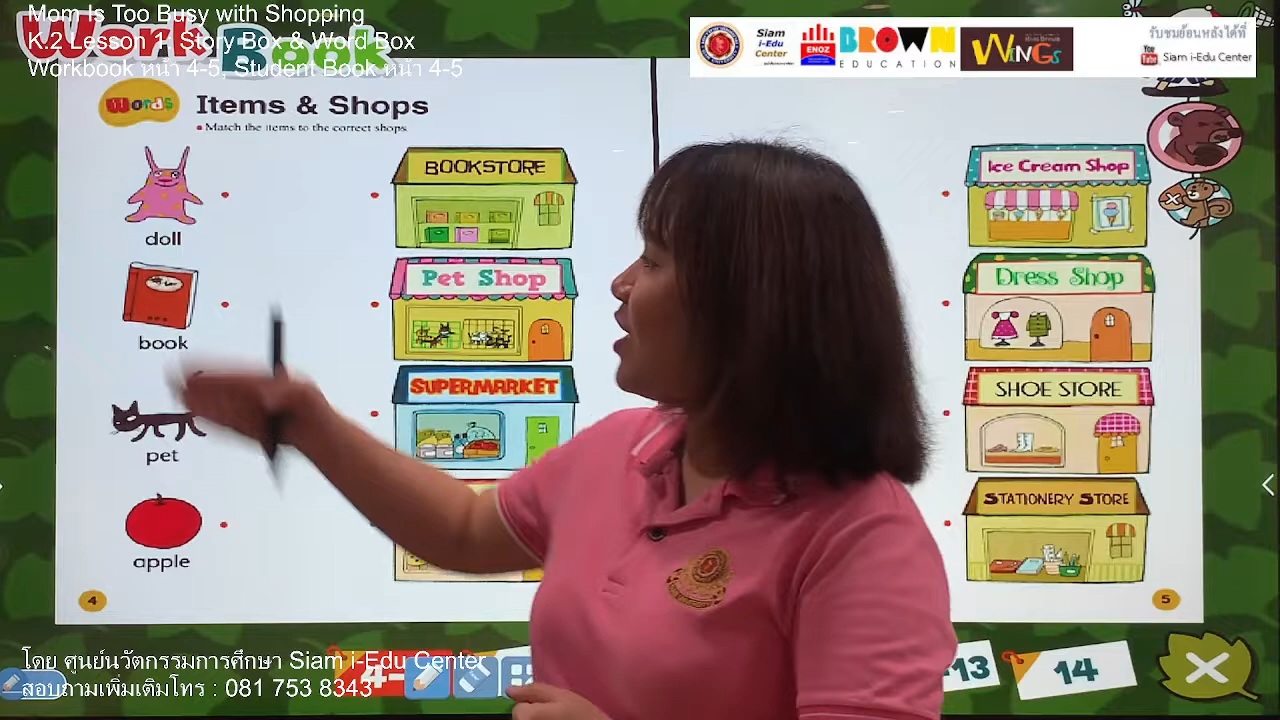 Mom Is Too Busy with Shopping
K.2 Lesson 1: Story Box & Word Box
Workbook หน้า 4-5, Student Book หน้า 4-5
Work Book
Siam i-Edu Center
ENOZ
BROWN EDUCATION
WINGS
รับชมย้อนหลังได้ที่
You Tube Siam i-Edu Center
Words
Items & Shops
• Match the items to the correct shops.
doll
book
pet
apple
BOOKSTORE
Pet Shop
SUPERMARKET
Ice Cream Shop
Dress Shop
SHOE STORE
STATIONERY STORE
4
5
โดย ศูนย์นวัตกรรมการศึกษา Siam i-Edu Center
สอบถามเพิ่มเติมโทร : 081 753 8343
4-
-13
14